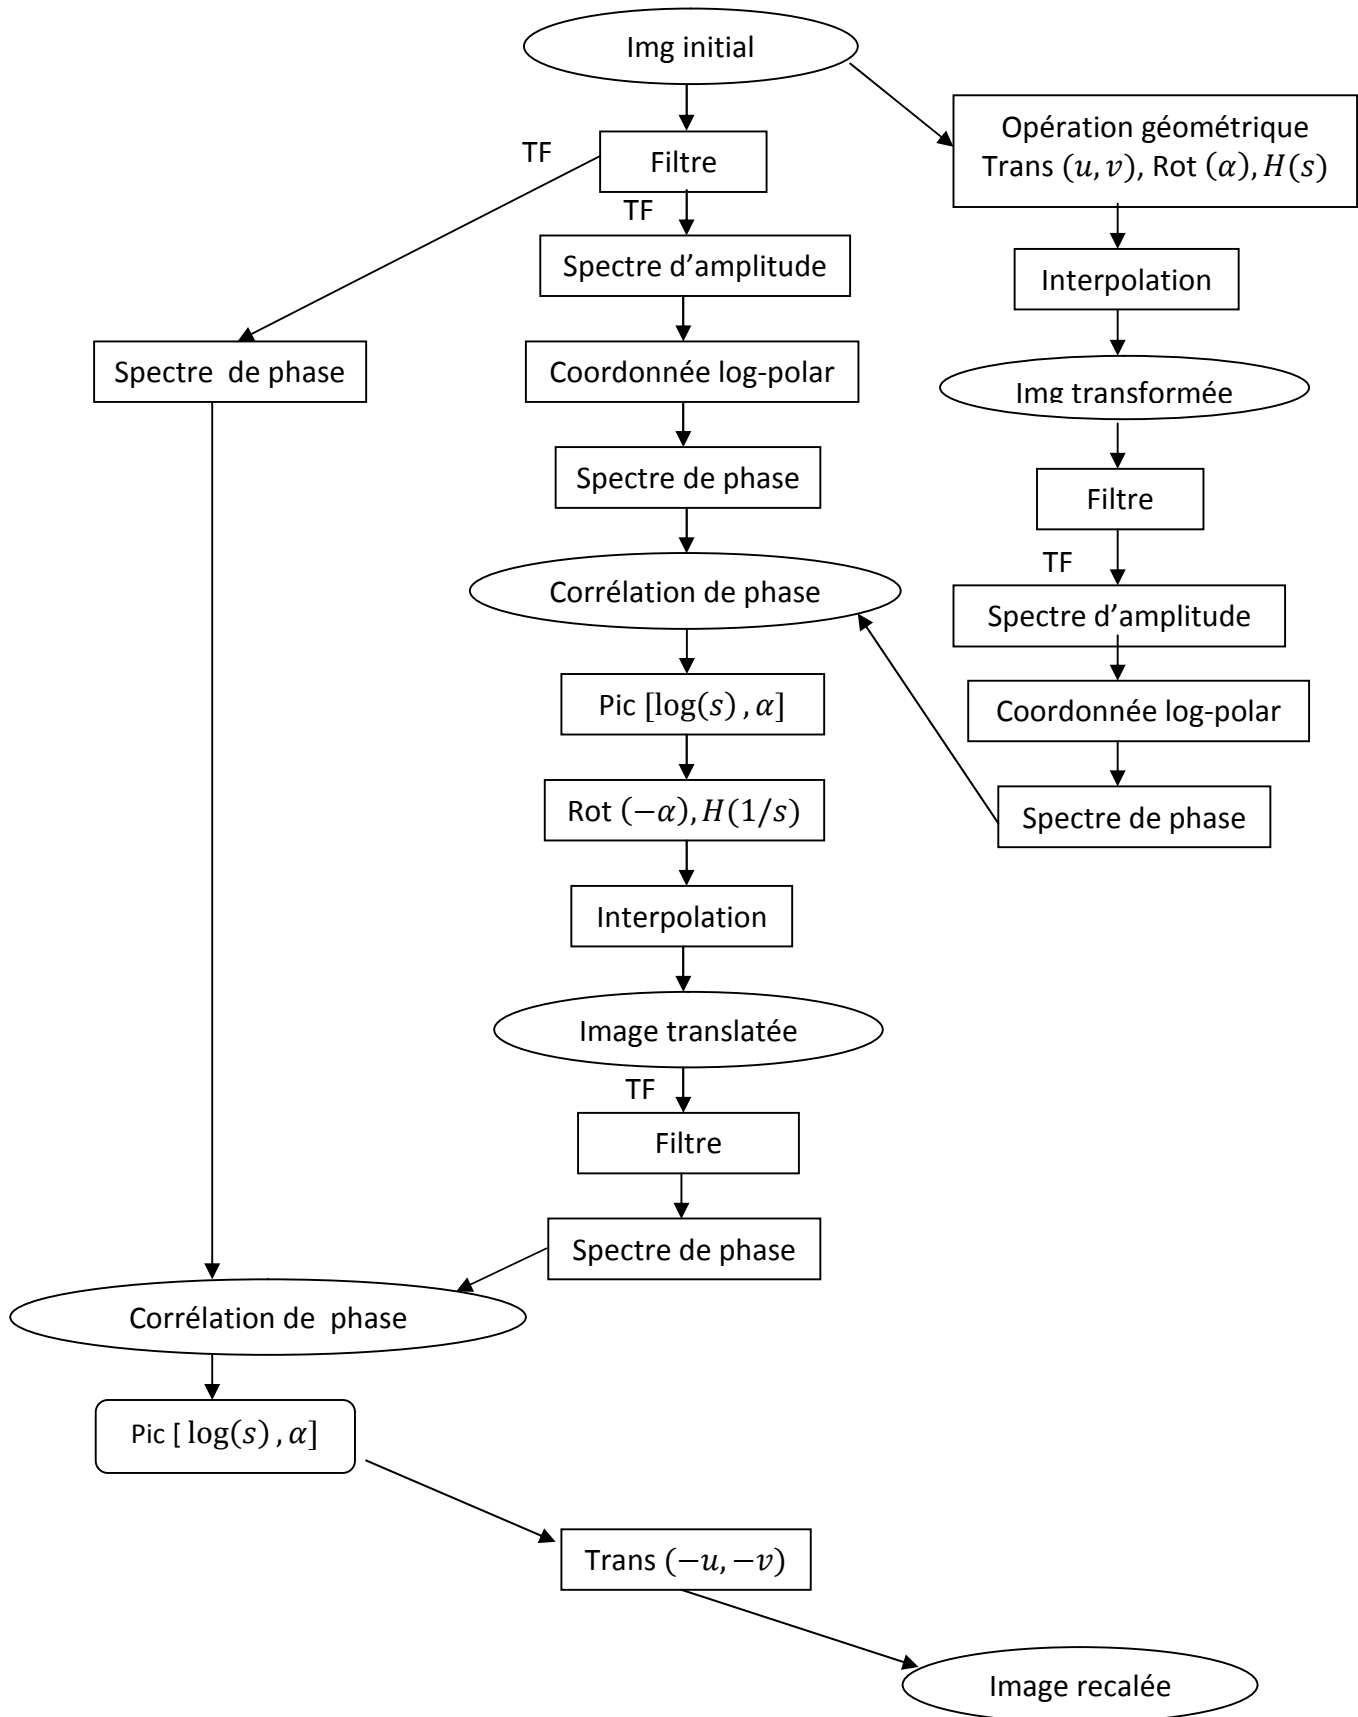 Img initial
Opération géométrique
Trans (u, v), Rot (α), H(s)
TF
Filtre
TF
Spectre d’amplitude
Interpolation
Spectre de phase
Coordonnée log-polar
Img transformée
Spectre de phase
Filtre
TF
Corrélation de phase
Spectre d’amplitude
Pic [log(s) , α]
Coordonnée log-polar
Rot (−α), H(1/s)
Spectre de phase
Interpolation
Image translatée
TF
Filtre
Spectre de phase
Corrélation de phase
Pic [ log(s) , α]
Trans (−u, −v)
Image recalée